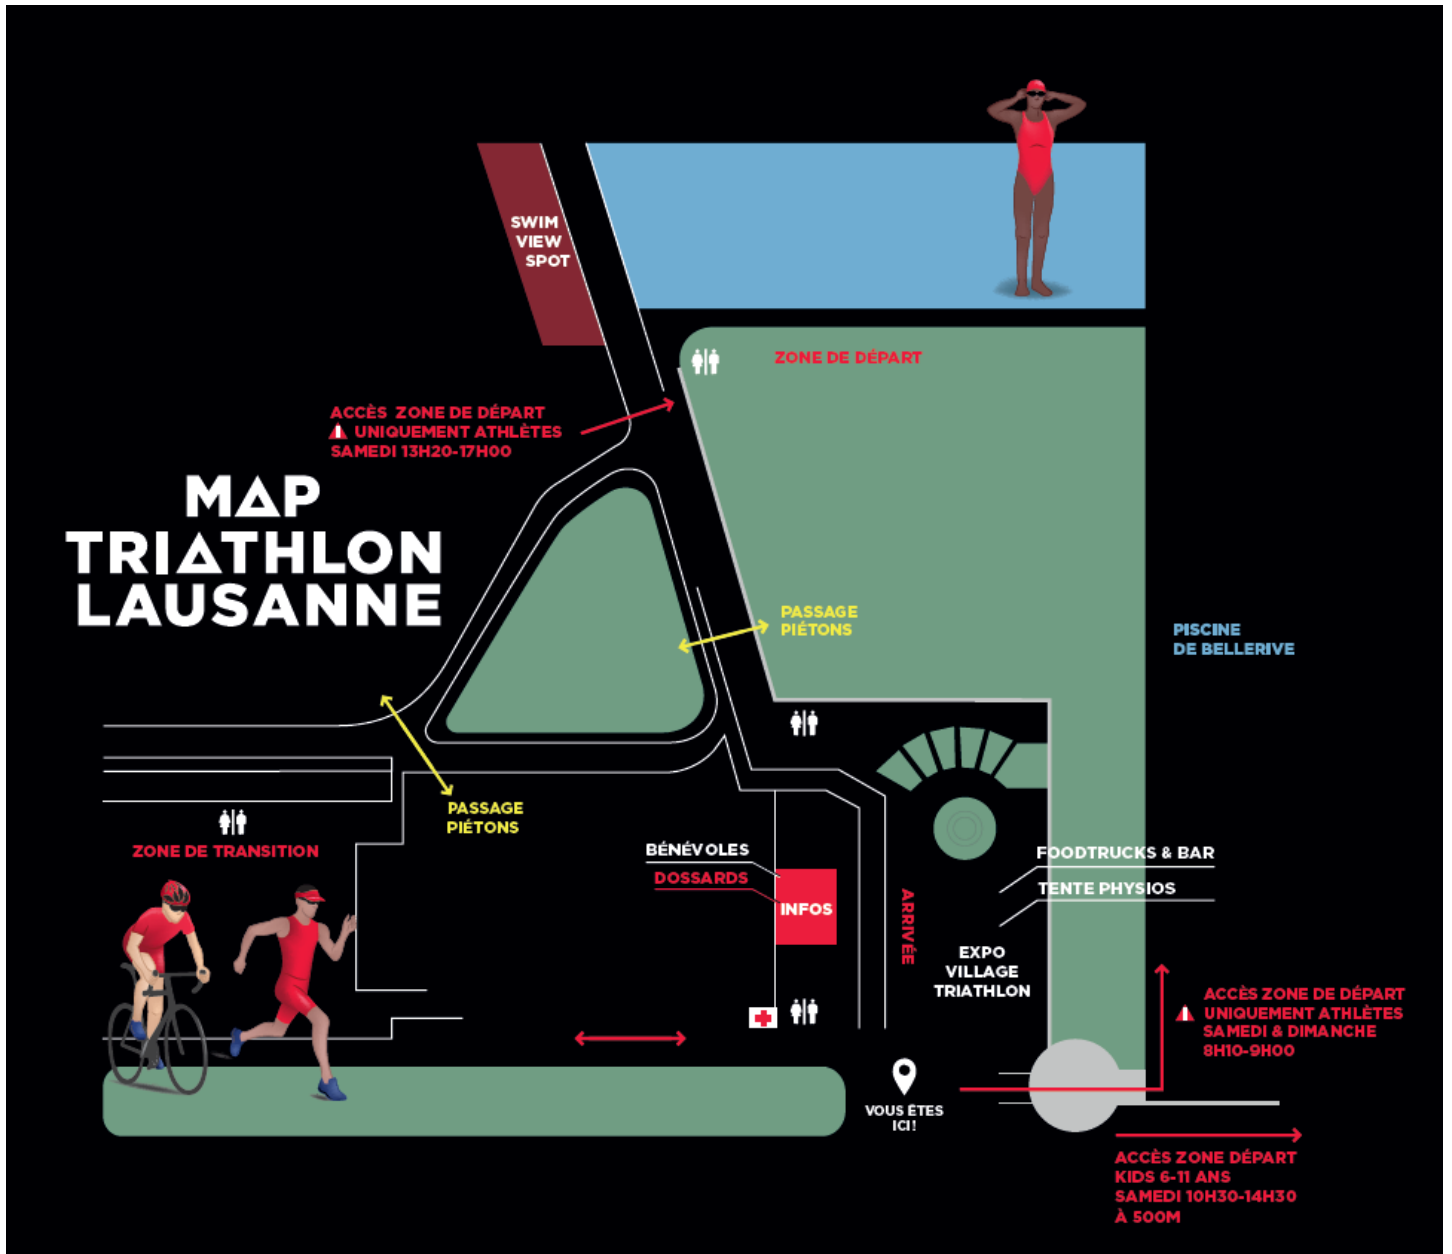 SWIM
VIEW
SPOT
ZONE DE DÉPART
ACCÈS ZONE DE DÉPART
UNIQUEMENT ATHLÈTES
SAMEDI 13H20-17H00
MAP
TRIATHLON
LAUSANNE
PASSAGE
PIÉTONS
PISCINE
DE BELLERIVE
PASSAGE
PIÉTONS
ZONE DE TRANSITION
BÉNÉVOLES
DOSSARDS
INFOS
ARRIVÉE
FOODTRUCKS & BAR
TENTE PHYSIOS
EXPO
VILLAGE
TRIATHLON
ACCÈS ZONE DE DÉPART
UNIQUEMENT ATHLÈTES
SAMEDI & DIMANCHE
8H10-9H00
VOUS ÊTES
ICI!
ACCÈS ZONE DÉPART
KIDS 6-11 ANS
SAMEDI 10H30-14H30
À 500M